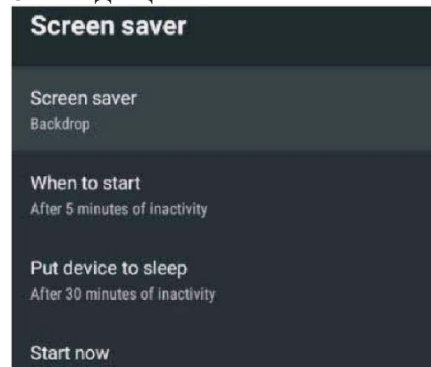 Screen saver
Screen saver
Backdrop
When to start
After 5 minutes of inactivity
Put device to sleep
After 30 minutes of inactivity
Start now